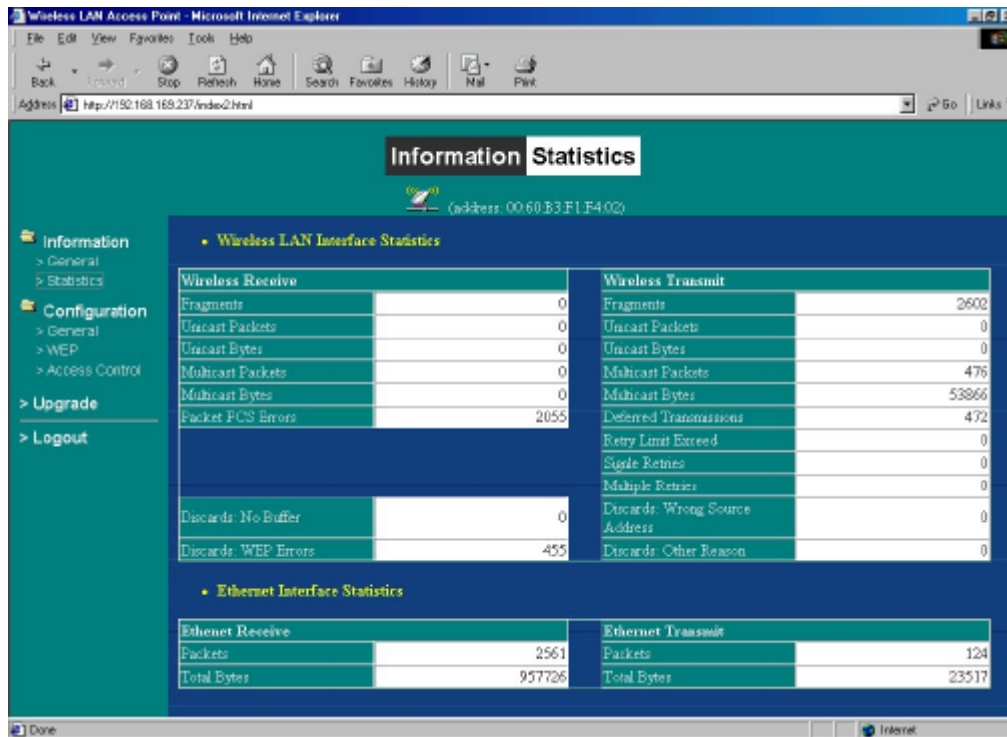 Wireless LAN Access Point - Microsoft Internet Explorer
File Edit View Favorites Tools Help
Back Forward Stop Refresh Home Search Favorites History Mail Print
Address http://192.168.169.237/index2.html Go Links
Information Statistics
(address: 00:60:B3:F1:F4:02)
Information
> General
> Statistics
Configuration
> General
> WEP
> Access Control
> Upgrade
> Logout
• Wireless LAN Interface Statistics
Wireless Receive Wireless Transmit
Fragments 0 Fragments 2602
Unicast Packets 0 Unicast Packets 0
Unicast Bytes 0 Unicast Bytes 0
Multicast Packets 0 Multicast Packets 476
Multicast Bytes 0 Multicast Bytes 53866
Packet FCS Errors 2055 Deferred Transmissions 472
Retry Limit Exceed 0
Signle Retries 0
Multiple Retries 0
Discards: No Buffer 0 Discards: Wrong Source Address 0
Discards: WEP Errors 455 Discards: Other Reason 0
• Ethernet Interface Statistics
Ethenet Receive Ethernet Transmit
Packets 2561 Packets 124
Total Bytes 957726 Total Bytes 23517
Done Internet